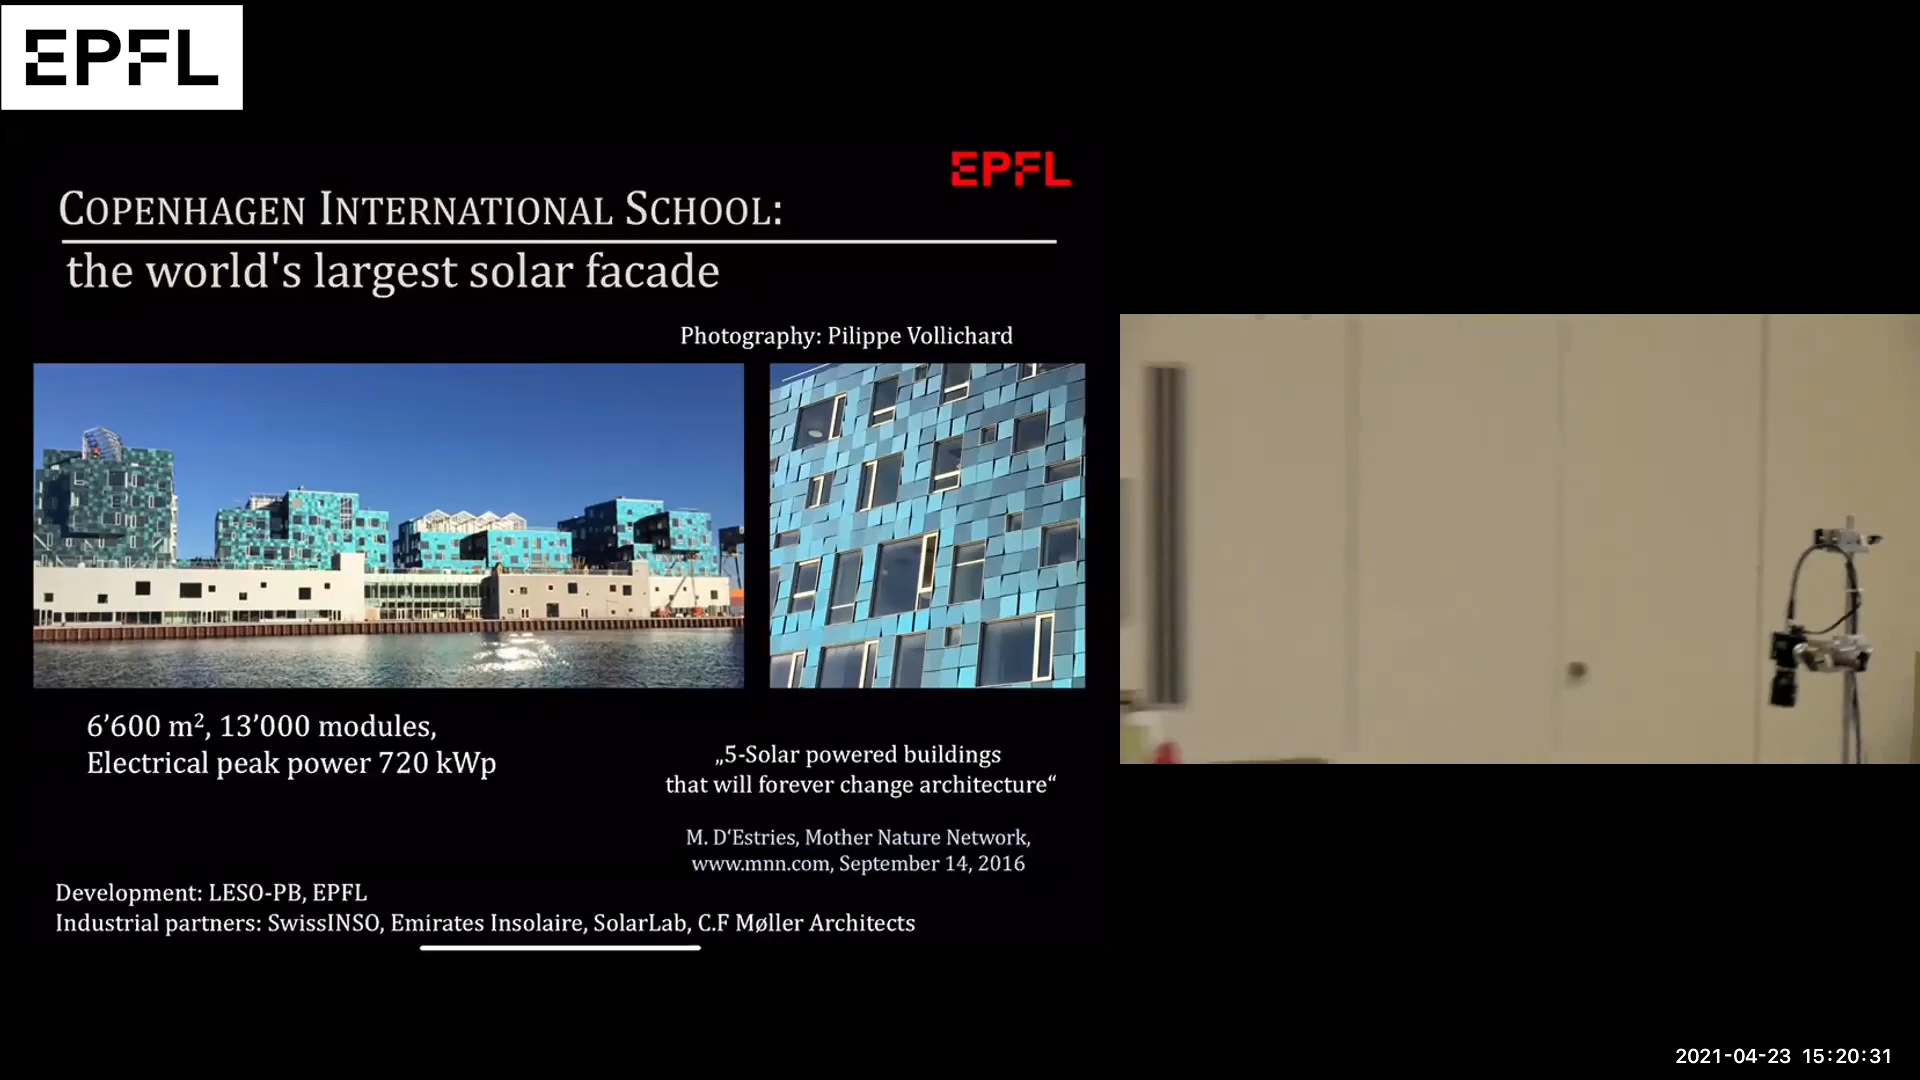 EPFL
EPFL
COPENHAGEN INTERNATIONAL SCHOOL:
the world's largest solar facade
Photography: Pilippe Vollichard
6’600 m², 13’000 modules,
Electrical peak power 720 kWp
„5-Solar powered buildings
that will forever change architecture“
M. D‘Estries, Mother Nature Network,
www.mnn.com, September 14, 2016
Development: LESO-PB, EPFL
Industrial partners: SwissINSO, Emirates Insolaire, SolarLab, C.F Møller Architects
2021-04-23 15:20:31